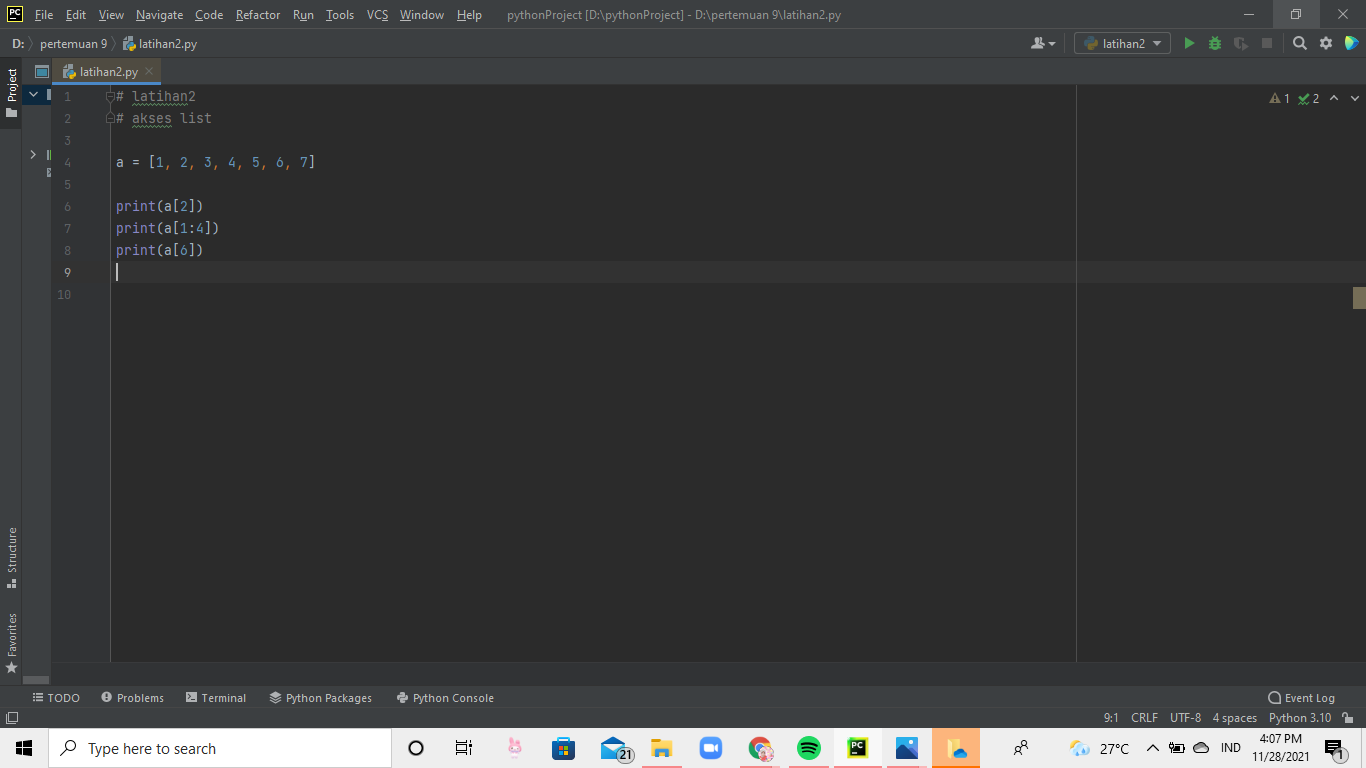 PC File Edit View Navigate Code Refactor Run Tools VCS Window Help pythonProject [D:\pythonProject] - D:\pertemuan 9\latihan2.py
D: pertemuan 9 latihan2.py latihan2
Project latihan2.py
1 # latihan2 1 2
2 # akses list
3
4 a = [1, 2, 3, 4, 5, 6, 7]
5
6 print(a[2])
7 print(a[1:4])
8 print(a[6])
9
10
Structure
Favorites
TODO Problems Terminal Python Packages Python Console Event Log
9:1 CRLF UTF-8 4 spaces Python 3.10
Type here to search 21 PC 27°C IND 4:07 PM
11/28/2021 1